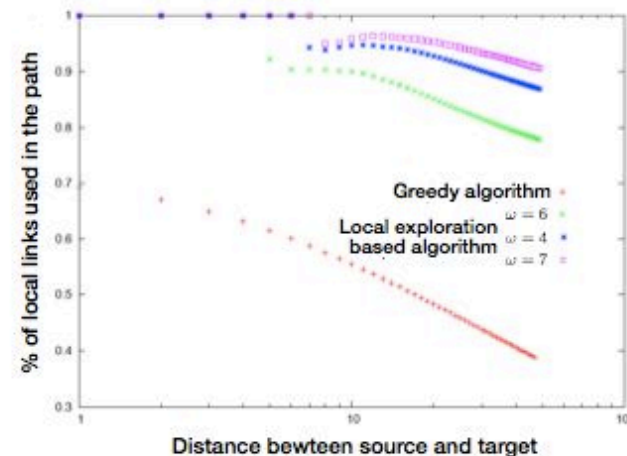 1
0.9
0.8
0.7
0.6
0.5
0.4
0.3
% of local links used in the path
Greedy algorithm
Local exploration
based algorithm
ω = 6
ω = 4
ω = 7
1
10
10
Distance bewteen source and target